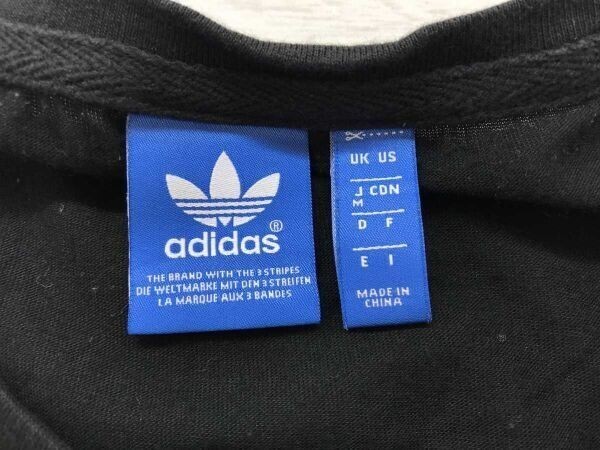 adidas®
THE BRAND WITH THE 3 STRIPES
DIE WELTMARKE MIT DEN 3 STREIFEN
LA MARQUE AUX 3 BANDES
UK US
J CDN
M
D F
E I
MADE IN
CHINA